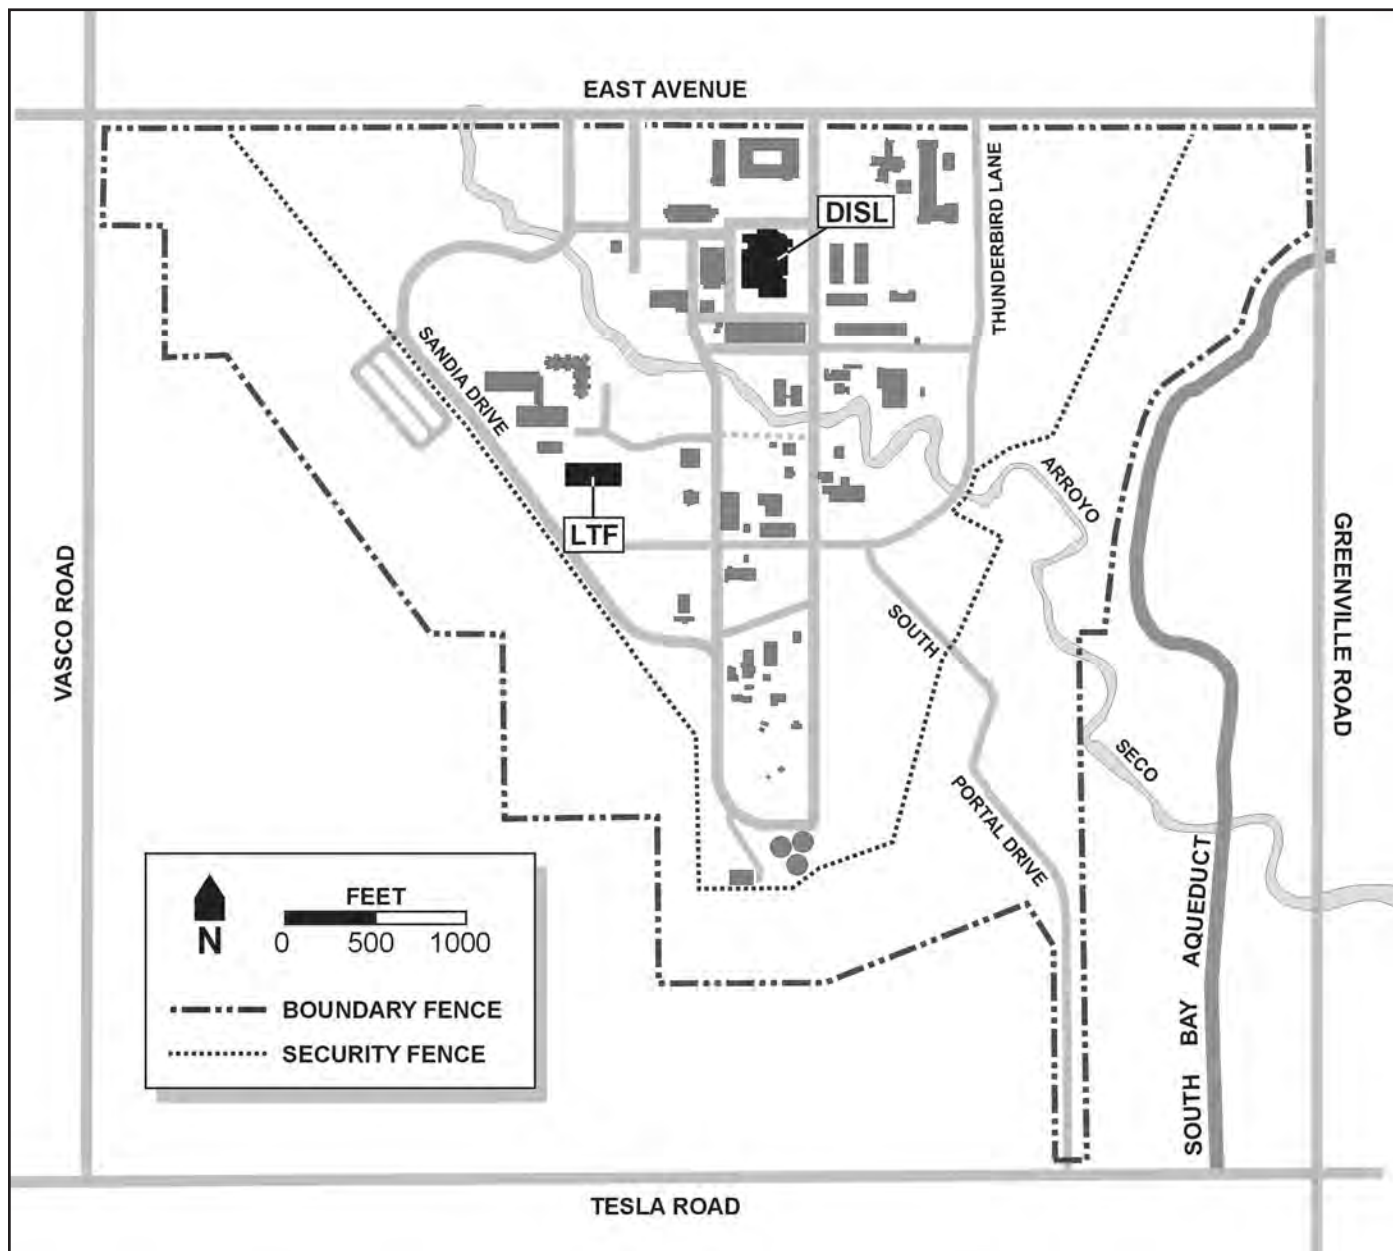 EAST AVENUE
DISL
THUNDERBIRD LANE
SANDIA DRIVE
ARROYO
LTF
VASCO ROAD
GREENVILLE ROAD
SOUTH
SECO
PORTAL DRIVE
SOUTH BAY AQUEDUCT
FEET
N
0 500 1000
BOUNDARY FENCE
SECURITY FENCE
TESLA ROAD